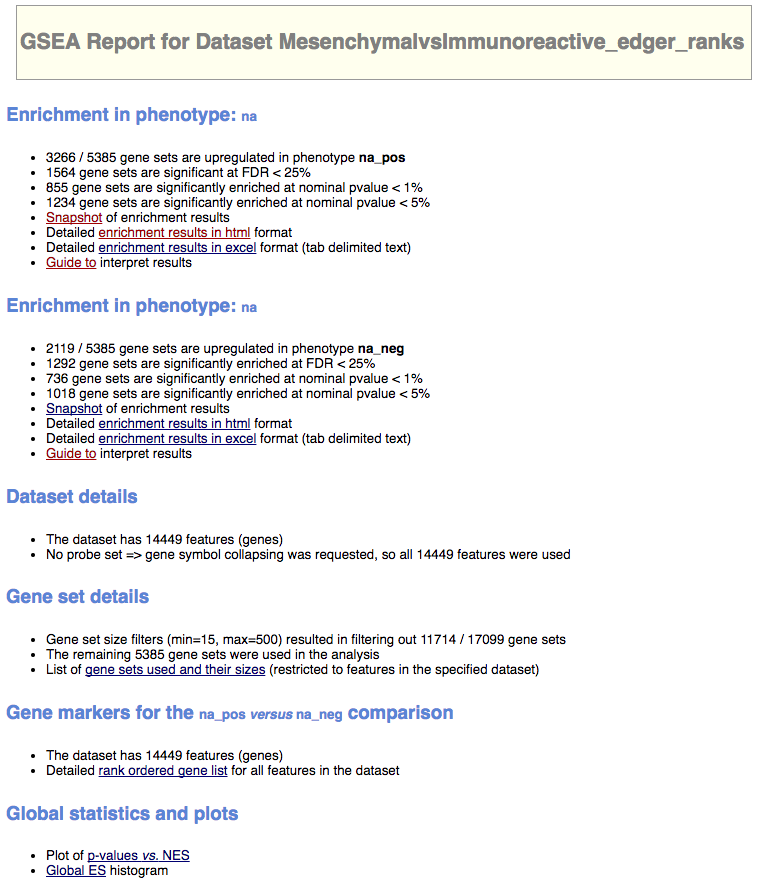 GSEA Report for Dataset MesenchymalvsImmunoreactive_edger_ranks
Enrichment in phenotype: na
• 3266 / 5385 gene sets are upregulated in phenotype na_pos
• 1564 gene sets are significant at FDR < 25%
• 855 gene sets are significantly enriched at nominal pvalue < 1%
• 1234 gene sets are significantly enriched at nominal pvalue < 5%
• Snapshot of enrichment results
• Detailed enrichment results in html format
• Detailed enrichment results in excel format (tab delimited text)
• Guide to interpret results
Enrichment in phenotype: na
• 2119 / 5385 gene sets are upregulated in phenotype na_neg
• 1292 gene sets are significantly enriched at FDR < 25%
• 736 gene sets are significantly enriched at nominal pvalue < 1%
• 1018 gene sets are significantly enriched at nominal pvalue < 5%
• Snapshot of enrichment results
• Detailed enrichment results in html format
• Detailed enrichment results in excel format (tab delimited text)
• Guide to interpret results
Dataset details
• The dataset has 14449 features (genes)
• No probe set => gene symbol collapsing was requested, so all 14449 features were used
Gene set details
• Gene set size filters (min=15, max=500) resulted in filtering out 11714 / 17099 gene sets
• The remaining 5385 gene sets were used in the analysis
• List of gene sets used and their sizes (restricted to features in the specified dataset)
Gene markers for the na_pos versus na_neg comparison
• The dataset has 14449 features (genes)
• Detailed rank ordered gene list for all features in the dataset
Global statistics and plots
• Plot of p-values vs. NES
• Global ES histogram